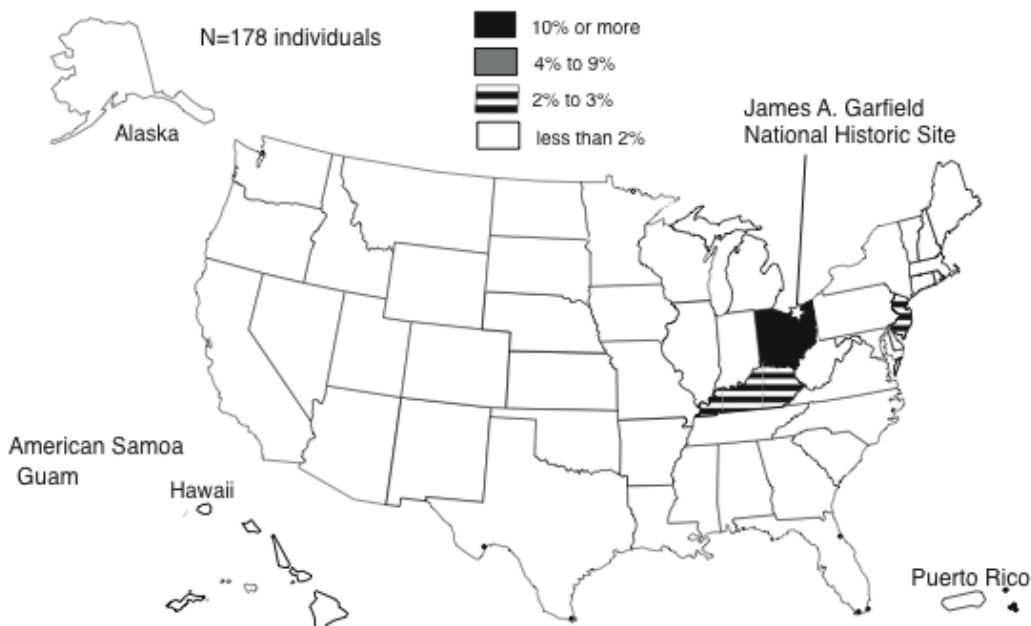 N=178 individuals
10% or more
4% to 9%
2% to 3%
less than 2%
Alaska
James A. Garfield
National Historic Site
American Samoa
Guam
Hawaii
Puerto Rico